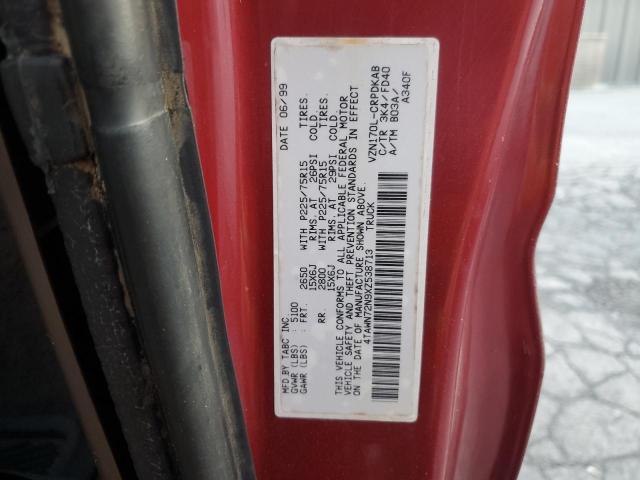 MFD BY TABC INC 06/99
GVWR (LBS) : 5100
GAWR (LBS) : FRT. 2650 WITH P225/75R15 TIRES.
15X6J RIMS. AT 26PSI COLD.
RR. 2800 WITH P225/75R15 TIRES.
15X6J RIMS. AT 29PSI COLD.
THIS VEHICLE CONFORMS TO ALL APPLICABLE FEDERAL MOTOR
VEHICLE SAFETY AND THEFT PREVENTION STANDARDS IN EFFECT
ON THE DATE OF MANUFACTURE SHOWN ABOVE.
4TAWN72N9XZ538713 TRUCK
VZN170L-CRPDKAB
C/TR 3K4/FD40
A/TM B03A/
A340F